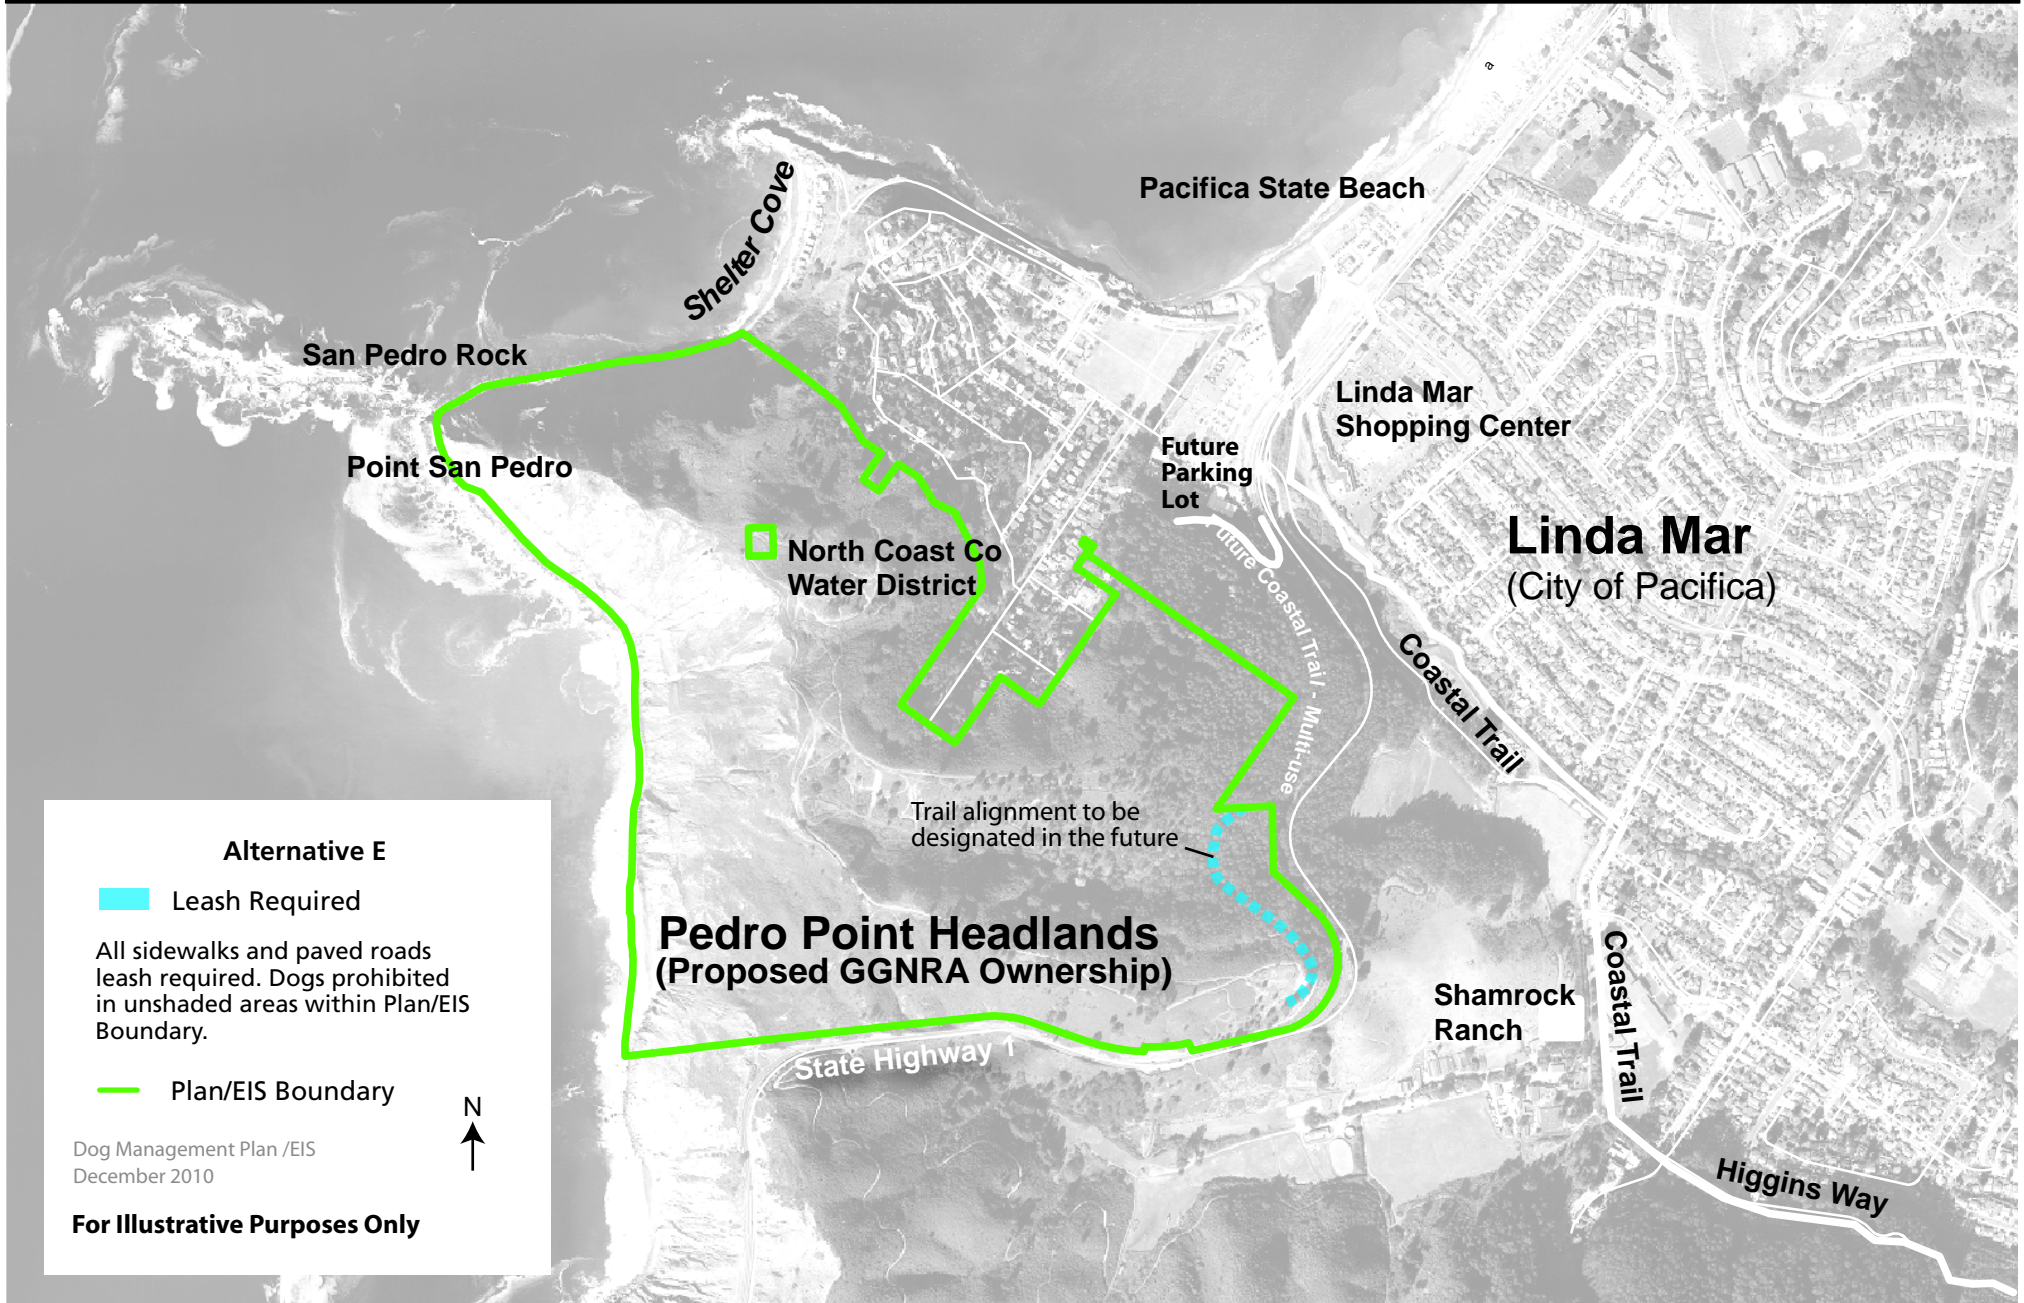 a
Pacifica State Beach
Shelter Cove
San Pedro Rock
Point San Pedro
Linda Mar
Shopping Center
Future
Parking
Lot
North Coast Co
Water District
Linda Mar
(City of Pacifica)
Future Coastal Trail - Multi-use
Coastal Trail
Trail alignment to be
designated in the future
Pedro Point Headlands
(Proposed GGNRA Ownership)
Shamrock
Ranch
Coastal Trail
State Highway 1
Higgins Way
Alternative E
Leash Required
All sidewalks and paved roads
leash required. Dogs prohibited
in unshaded areas within Plan/EIS
Boundary.
Plan/EIS Boundary
N
Dog Management Plan /EIS
December 2010
For Illustrative Purposes Only